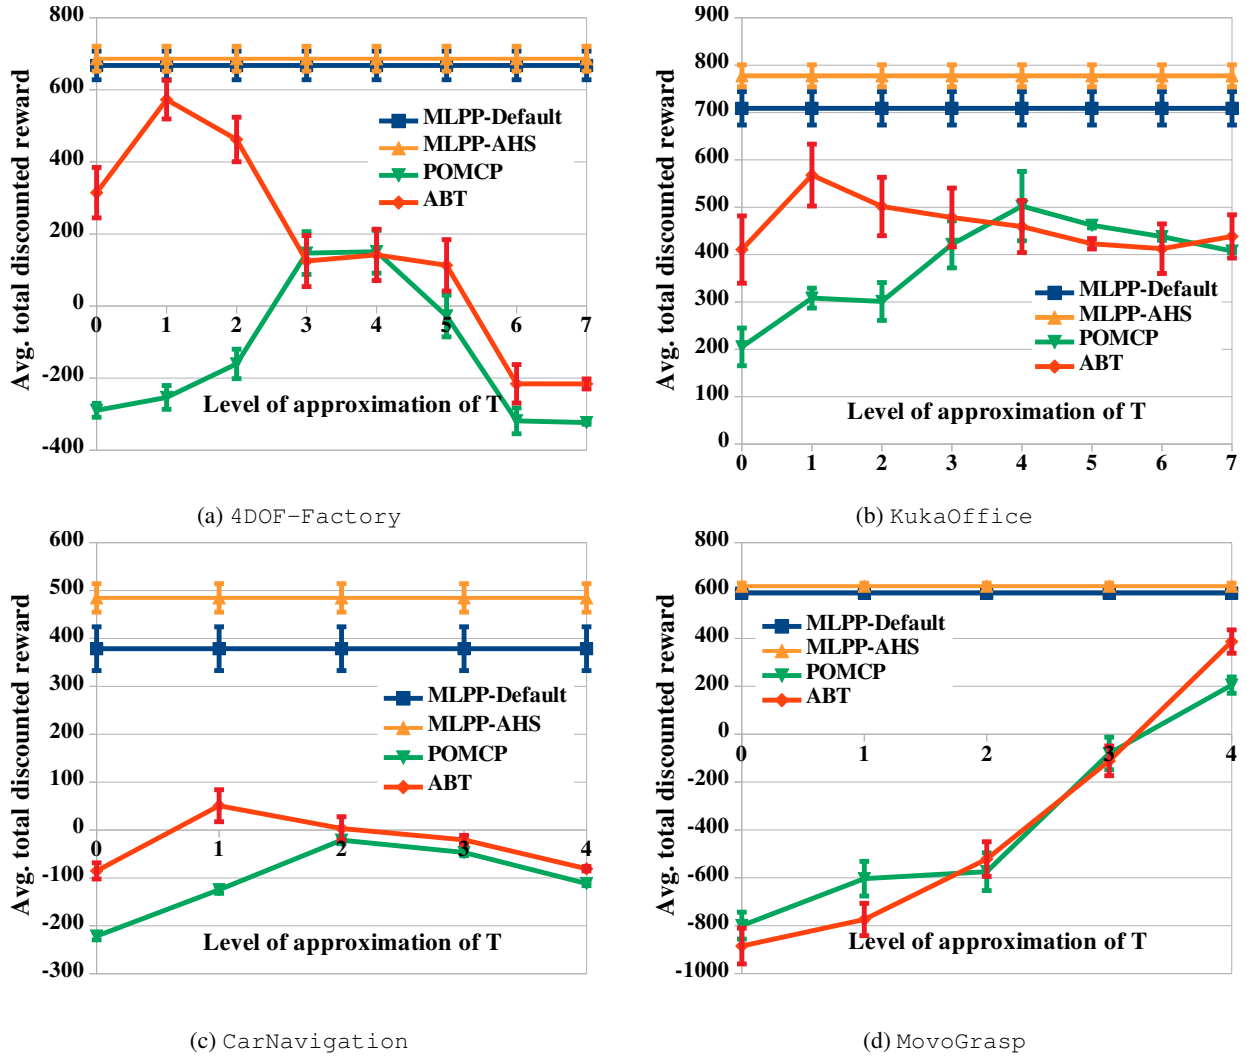 Avg. total discounted reward
800
600
400
200
0
-200
-400
0 1 2 3 4 5 6 7
MLPP-Default
MLPP-AHS
POMCP
ABT
Level of approximation of T
(a) 4DOF-Factory
Avg. total discounted reward
900
800
700
600
500
400
300
200
100
0
MLPP-Default
MLPP-AHS
POMCP
ABT
Level of approximation of T
0 1 2 3 4 5 6 7
(b) KukaOffice
Avg. total discounted reward
600
500
400
300
200
100
0
-100
-200
-300
MLPP-Default
MLPP-AHS
POMCP
ABT
0 1 2 3 4
Level of approximation of T
(c) CarNavigation
Avg. total discounted reward
800
600
400
200
0
-200
-400
-600
-800
-1000
MLPP-Default
MLPP-AHS
POMCP
ABT
0 1 2 3 4
Level of approximation of T
(d) MovoGrasp